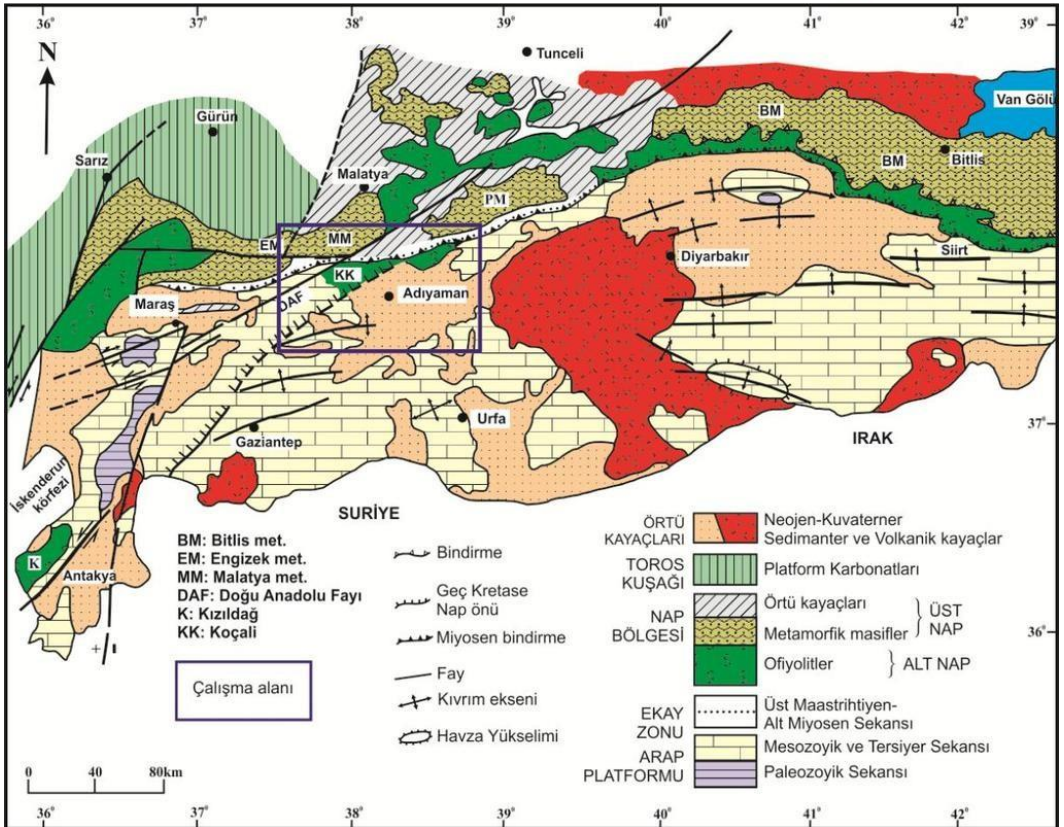 36° 37° 38° 39° 40° 41° 42° 39°
N
Tunceli
Van Gölü
Gürün
BM
Sarız
Malatya
BM
Bitlis
PM
EM
MM
Siirt
KK
Diyarbakır
DAF
Adıyaman
Maraş
37°
Urfa
Gaziantep
IRAK
İskenderun
körfezi
SURİYE
K
Antakya
+ ı
36°
BM: Bitlis met.
EM: Engizek met.
MM: Malatya met.
DAF: Doğu Anadolu Fayı
K: Kızıldağ
KK: Koçali
Çalışma alanı
0 40 80km
Bindirme
Geç Kretase
Nap önü
Miyosen bindirme
Fay
Kıvrım ekseni
Havza Yükselimi
ÖRTÜ
KAYAÇLARI
Neojen-Kuvaterner
Sedimanter ve Volkanik kayaçlar
TOROS
KUŞAĞI
Platform Karbonatları
NAP
BÖLGESİ
Örtü kayaçları
Metamorfik masifler
ÜST
NAP
Ofiyolitler
ALT NAP
EKAY
ZONU
Üst Maastrihtiyen-
Alt Miyosen Sekansı
ARAP
PLATFORMU
Mesozoyik ve Tersiyer Sekansı
Paleozoyik Sekansı
36° 37° 38° 39° 40° 41° 42°